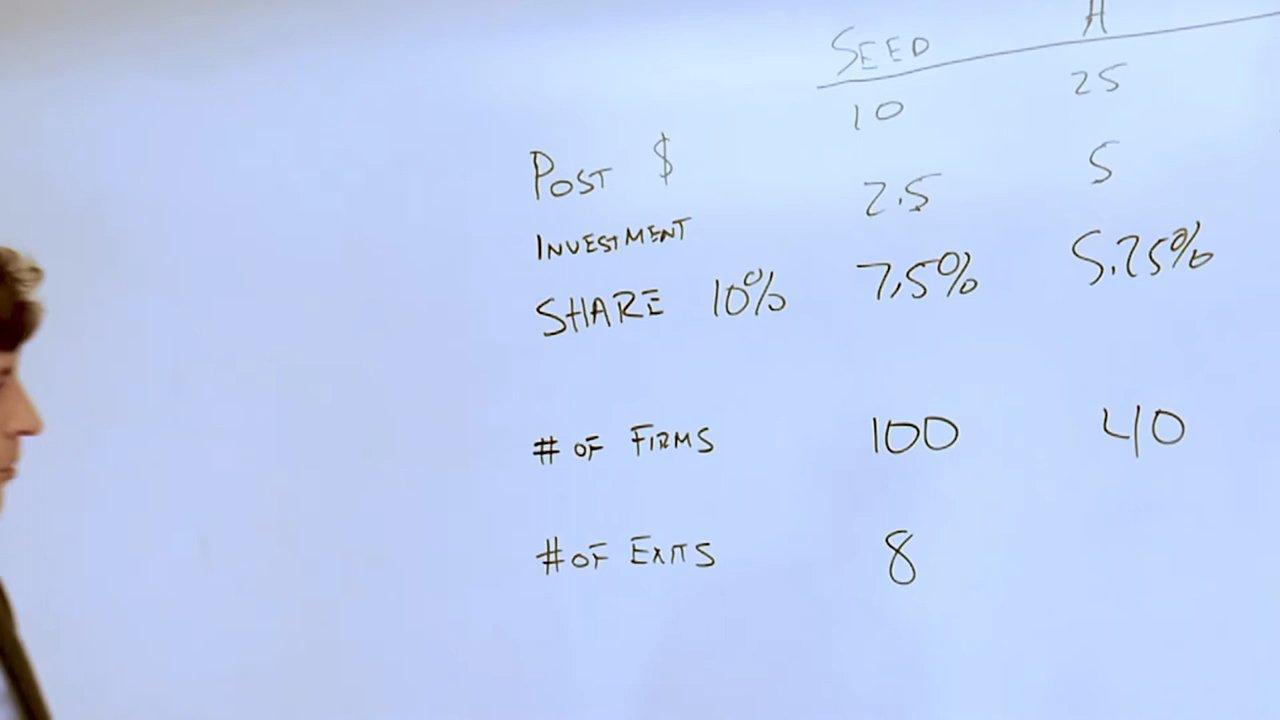 SEED A
POST $ 10 25
INVESTMENT 2.5 5
SHARE 10% 7.5% 5.25%
# OF FIRMS 100 40
# OF EXITS 8